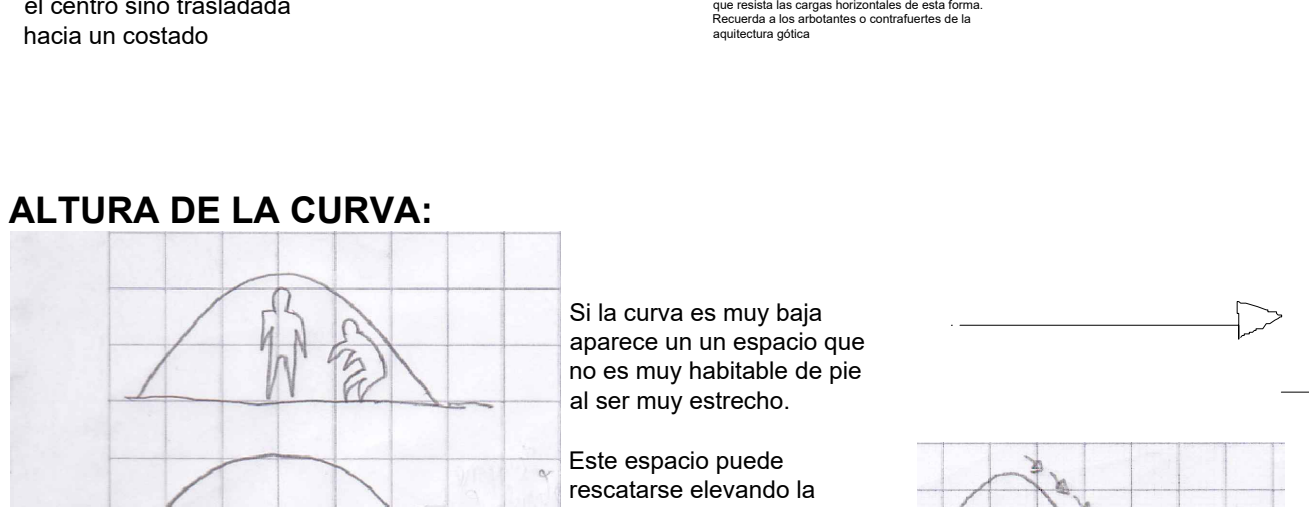 el centro sino trasladada
hacia un costado
que resista las cargas horizontales de esta forma.
Recuerda a los arbotantes o contrafuertes de la
aquitectura gótica
ALTURA DE LA CURVA:
Si la curva es muy baja
aparece un un espacio que
no es muy habitable de pie
al ser muy estrecho.
Este espacio puede
rescatarse elevando la